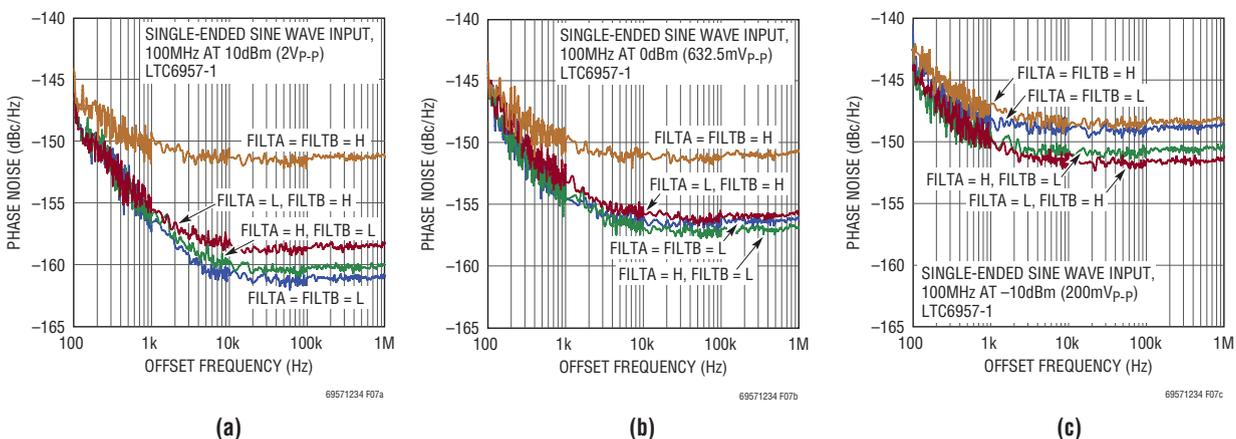 –140
–145
–150
–155
–160
–165
PHASE NOISE (dBc/Hz)
SINGLE-ENDED SINE WAVE INPUT,
100MHz AT 10dBm (2VP-P)
LTC6957-1
FILTA = FILTB = H
FILTA = L, FILTB = H
FILTA = H, FILTB = L
FILTA = FILTB = L
100 1k 10k 100k 1M
OFFSET FREQUENCY (Hz)
69571234 F07a
(a)
–140
–145
–150
–155
–160
–165
PHASE NOISE (dBc/Hz)
SINGLE-ENDED SINE WAVE INPUT,
100MHz AT 0dBm (632.5mVP-P)
LTC6957-1
FILTA = FILTB = H
FILTA = L, FILTB = H
FILTA = FILTB = L
FILTA = H, FILTB = L
100 1k 10k 100k 1M
OFFSET FREQUENCY (Hz)
69571234 F07b
(b)
–140
–145
–150
–155
–160
–165
PHASE NOISE (dBc/Hz)
FILTA = FILTB = H
FILTA = FILTB = L
FILTA = H, FILTB = L
FILTA = L, FILTB = H
SINGLE-ENDED SINE WAVE INPUT,
100MHz AT –10dBm (200mVP-P)
LTC6957-1
100 1k 10k 100k 1M
OFFSET FREQUENCY (Hz)
69571234 F07c
(c)